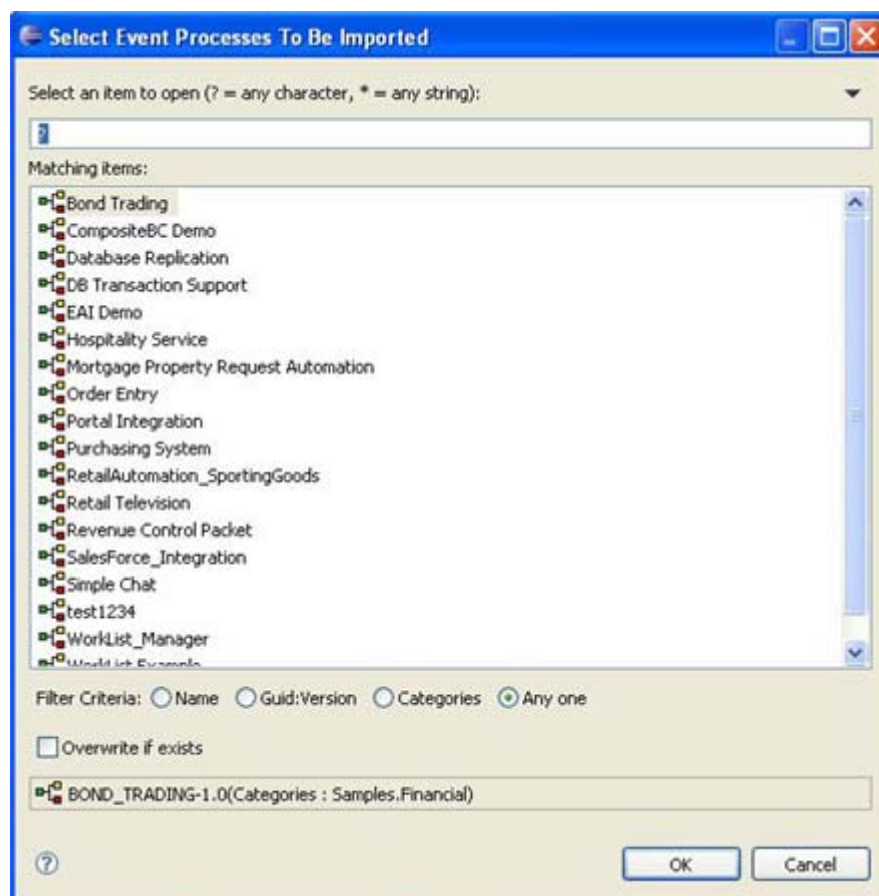 Select Event Processes To Be Imported
Select an item to open (? = any character, * = any string):
?
Matching items:
Bond Trading
CompositeBC Demo
Database Replication
DB Transaction Support
EAI Demo
Hospitality Service
Mortgage Property Request Automation
Order Entry
Portal Integration
Purchasing System
RetailAutomation_SportingGoods
Retail Television
Revenue Control Packet
SalesForce_Integration
Simple Chat
test1234
WorkList_Manager
WorkList Example
Filter Criteria: Name Guid:Version Categories Any one
Overwrite if exists
BOND_TRADING-1.0(Categories : Samples.Financial)
? OK Cancel